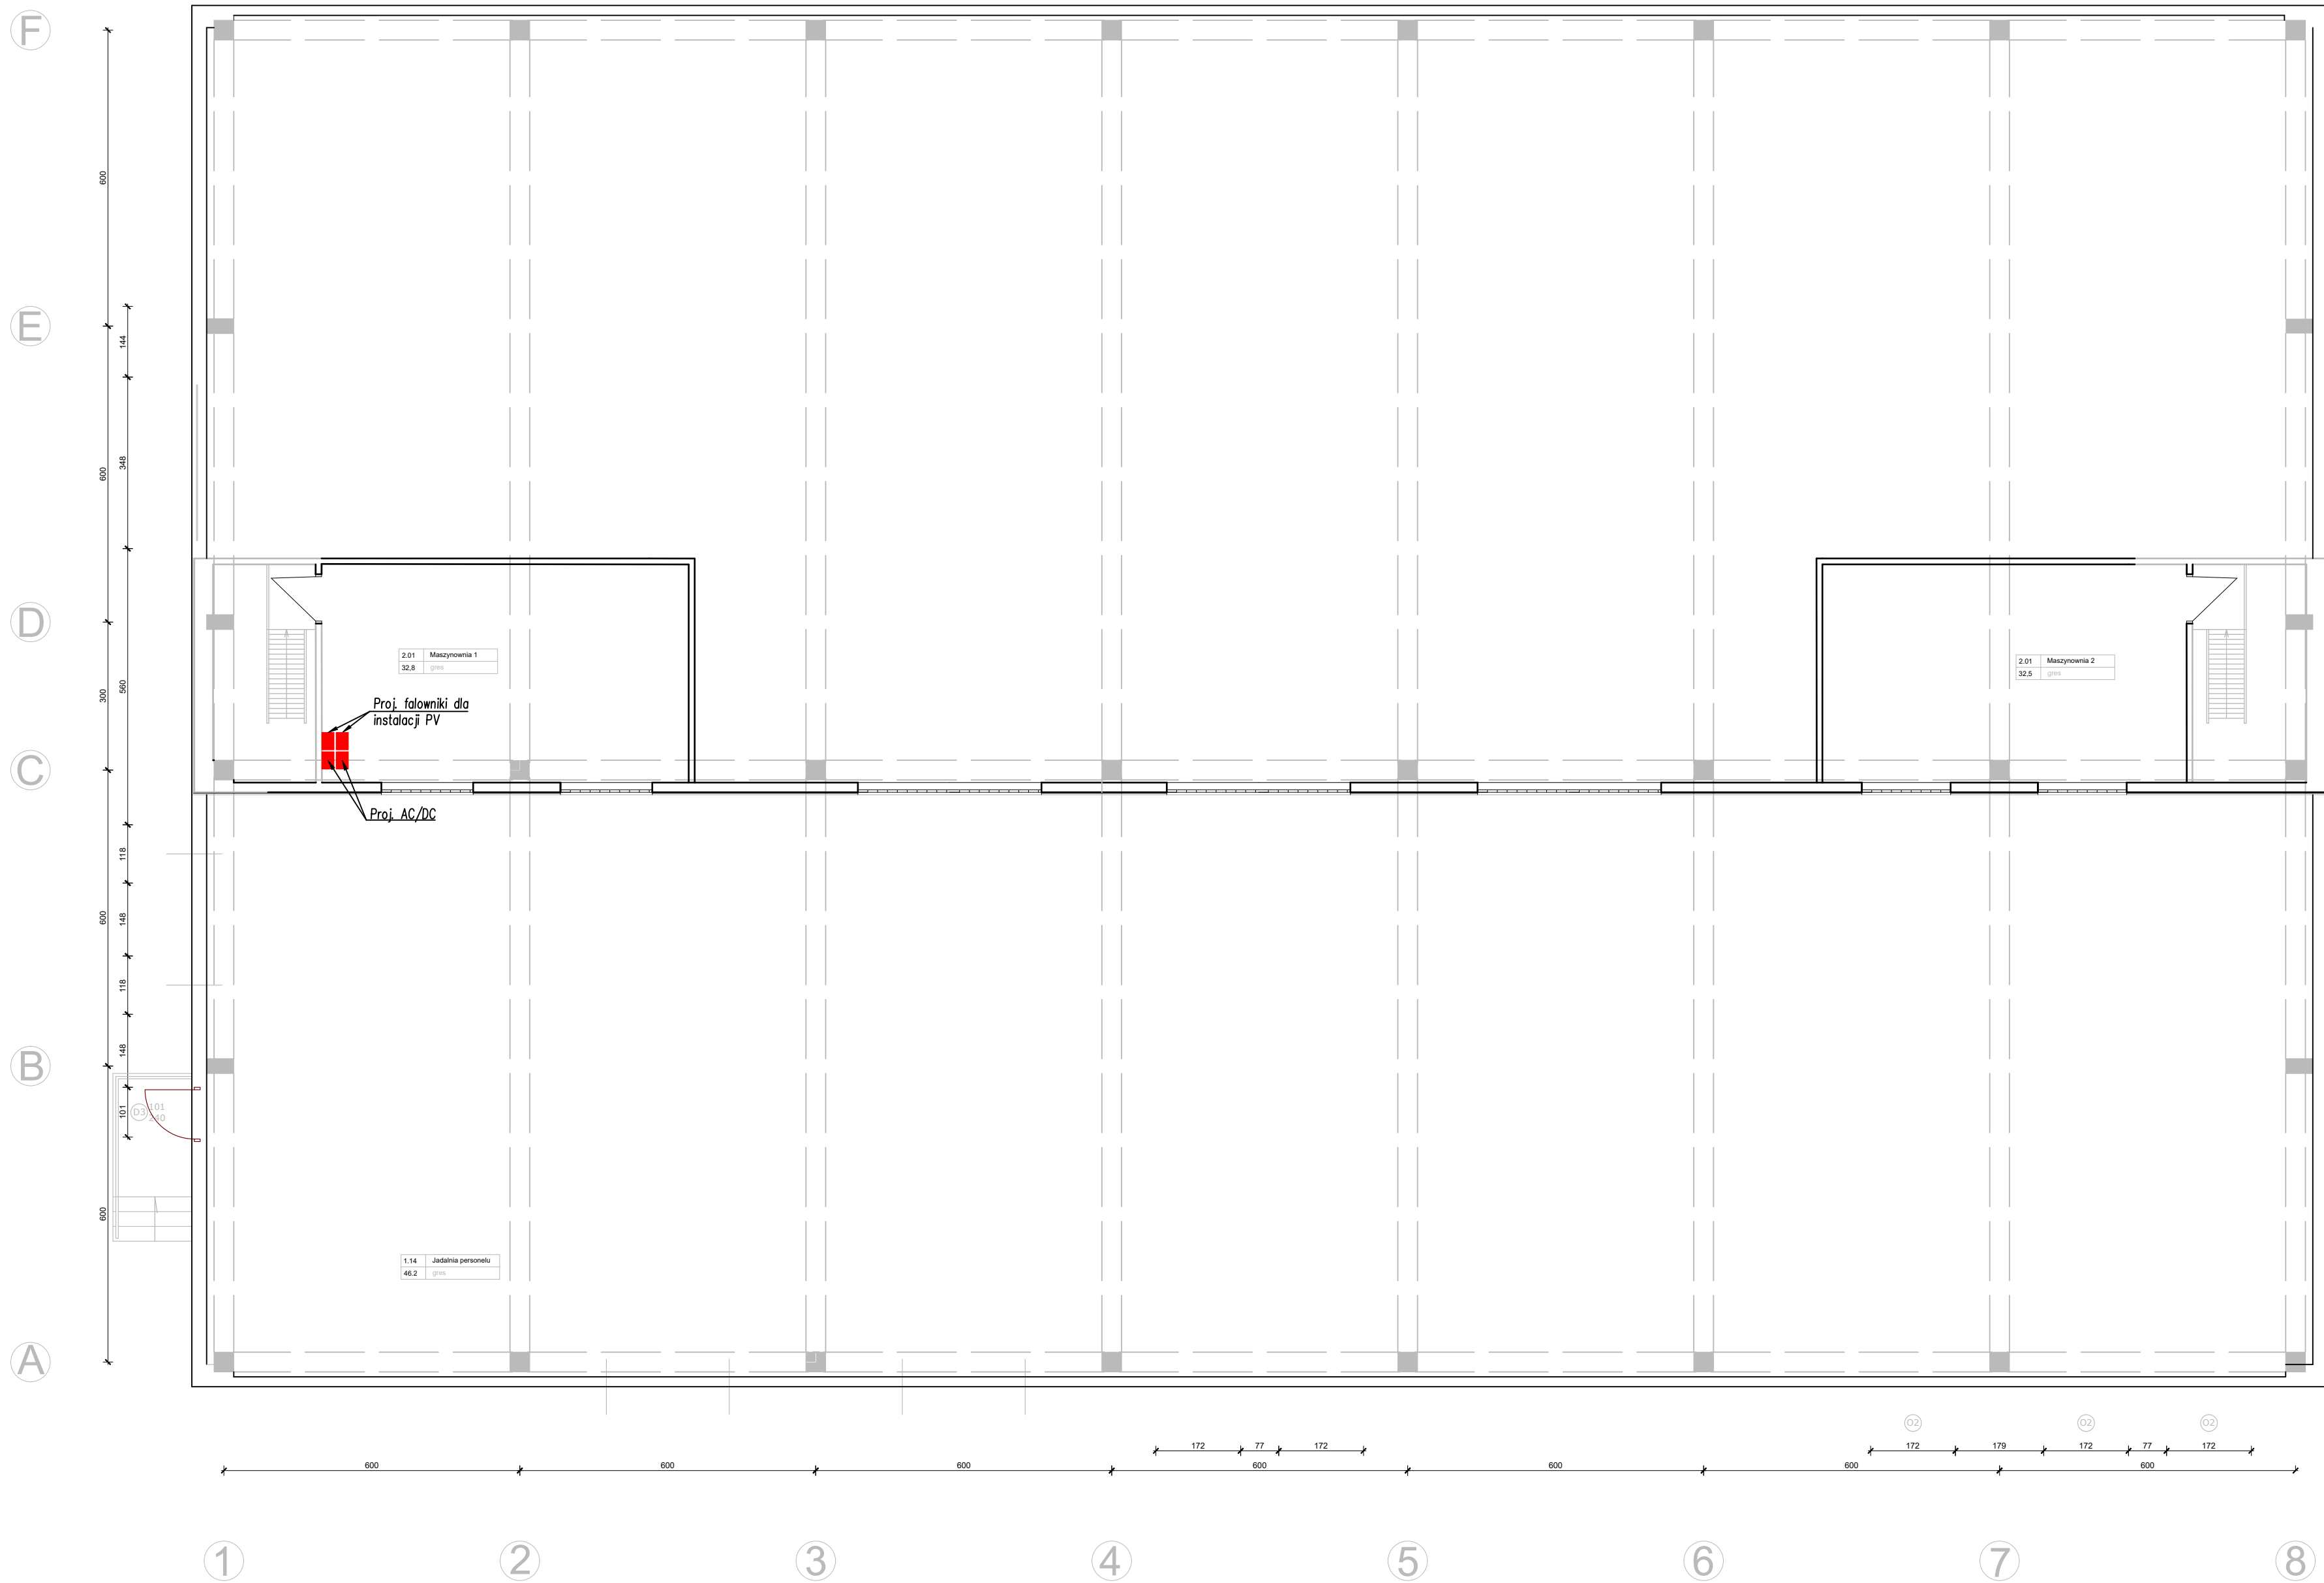 F
600
E
144
600
348
D
2.01 Maszynownia 1
32,8 gres
2.01 Maszynownia 2
32,5 gres
300
560
Proj. falowniki dla
instalacji PV
C
Proj. AC/DC
118
600
148
118
148
B
101
D3 101
240
600
1.14 Jadalnia personelu
46.2 gres
A
O2 O2 O2
172 77 172 172 179 172 77 172
600 600 600 600 600 600 600
1 2 3 4 5 6 7 8